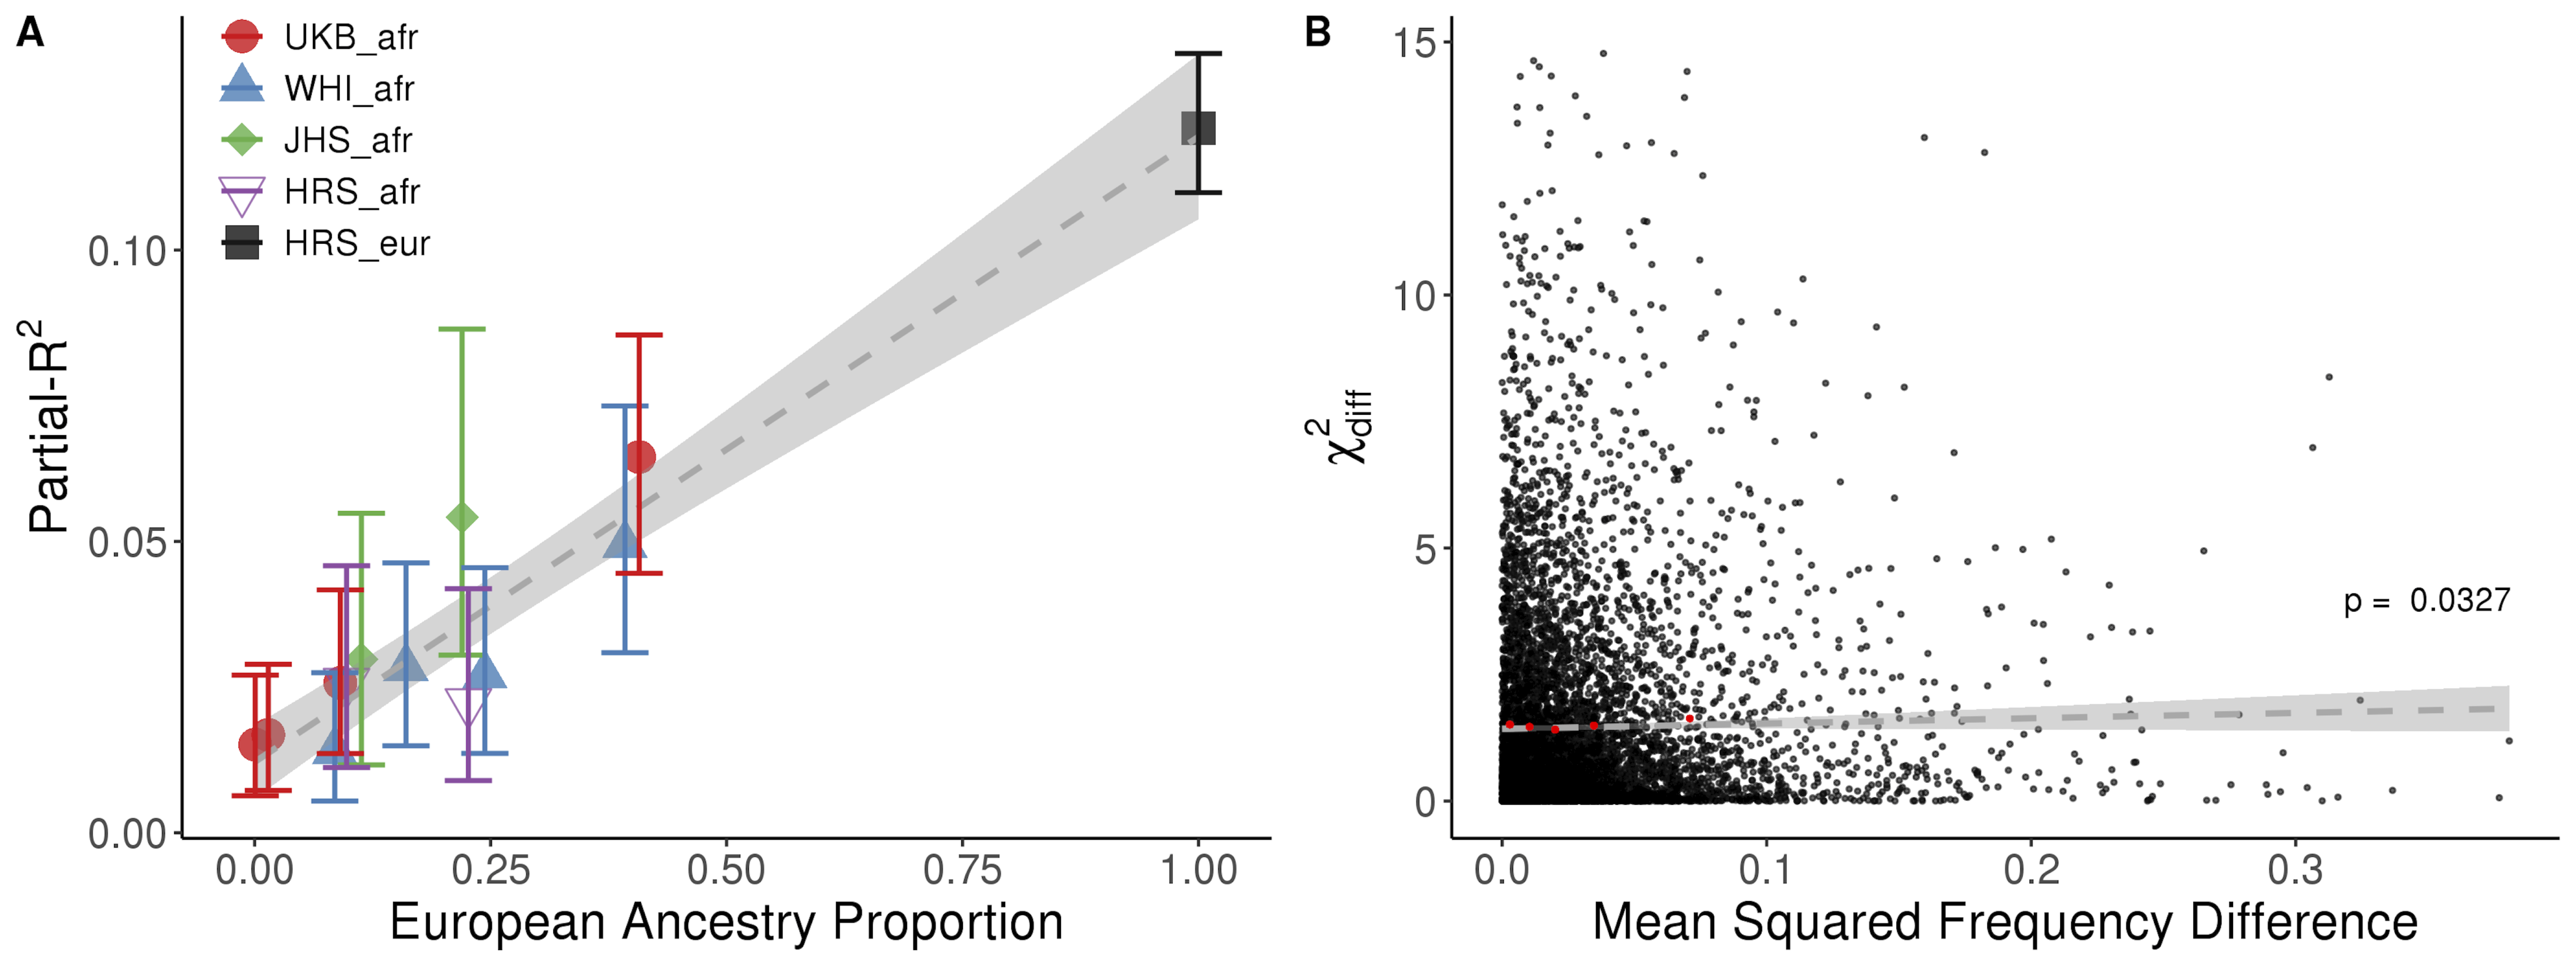 A
UKB_afr
WHI_afr
JHS_afr
HRS_afr
HRS_eur
Partial-R²
0.10
0.05
0.00
0.00 0.25 0.50 0.75 1.00
European Ancestry Proportion
B
χ²diff
15
10
5
0
p = 0.0327
0.0 0.1 0.2 0.3
Mean Squared Frequency Difference